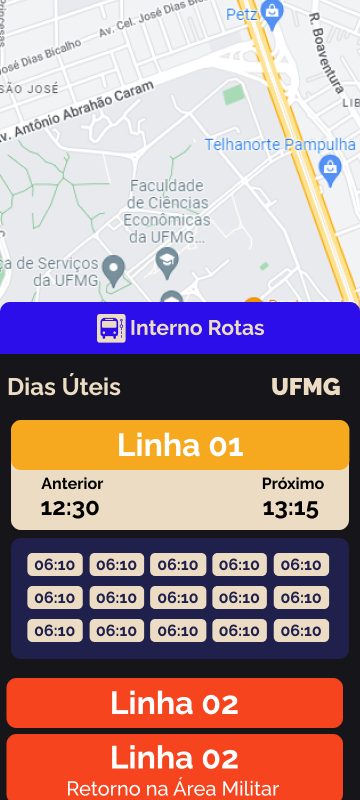 Petz
Av. Cel. José Dias Bicalho
R. Boaventura
José Dias Bicalho
SÃO JOSÉ
Av. Antônio Abrahão Caram
LIB
Telhanorte Pampulha
Faculdade
de Ciências
Econômicas
da UFMG...
ça de Serviços
da UFMG
Interno Rotas
Dias Úteis UFMG
Linha 01
Anterior Próximo
12:30 13:15
06:10 06:10 06:10 06:10 06:10
06:10 06:10 06:10 06:10 06:10
06:10 06:10 06:10 06:10 06:10
Linha 02
Linha 02
Retorno na Área Militar